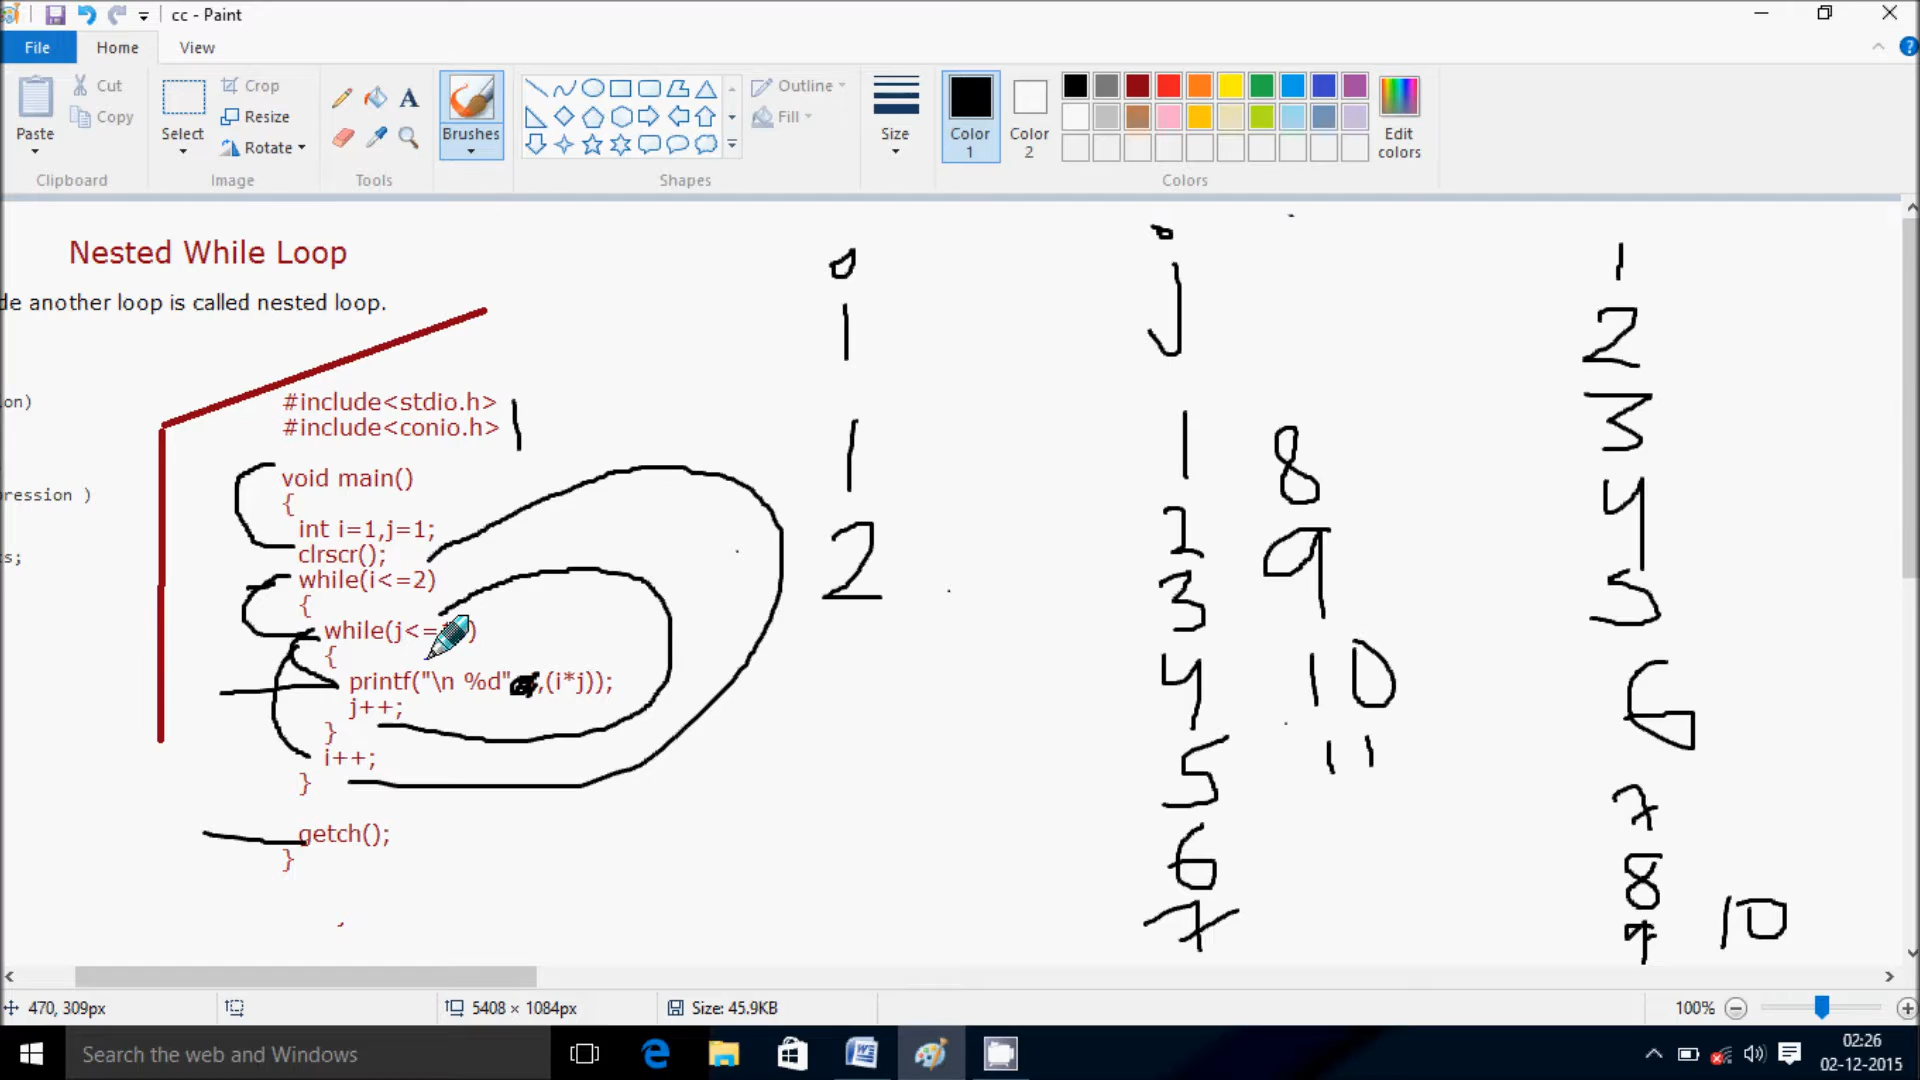 cc - Paint
File Home View
Paste
Cut
Copy
Clipboard
Select
Crop
Resize
Rotate
Image
Tools
Brushes
Outline
Fill
Shapes
Size
Color 1
Color 2
Edit colors
Colors
Nested While Loop
de another loop is called nested loop.
on)
pression )
s;
#include<stdio.h>
#include<conio.h>
void main()
{
int i=1,j=1;
clrscr();
while(i<=2)
{
while(j<= )
{
printf("\n %d" ,(i*j));
j++;
}
i++;
}
getch();
}
i
1
2
j
1
2
3
4
5
6
7
8
9
10
11
1
2
3
4
5
6
7
8
9
10
470, 309px
5408 × 1084px
Size: 45.9KB
100%
Search the web and Windows
02:26
02-12-2015